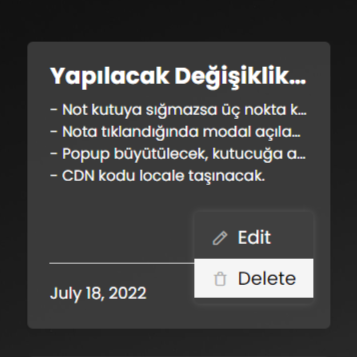 Yapılacak Değişiklik...
- Not kutuya sığmazsa üç nokta k...
- Nota tıklandığında modal açıla...
- Popup büyütülecek, kutucuğa a...
- CDN kodu locale taşınacak.
Edit
Delete
July 18, 2022